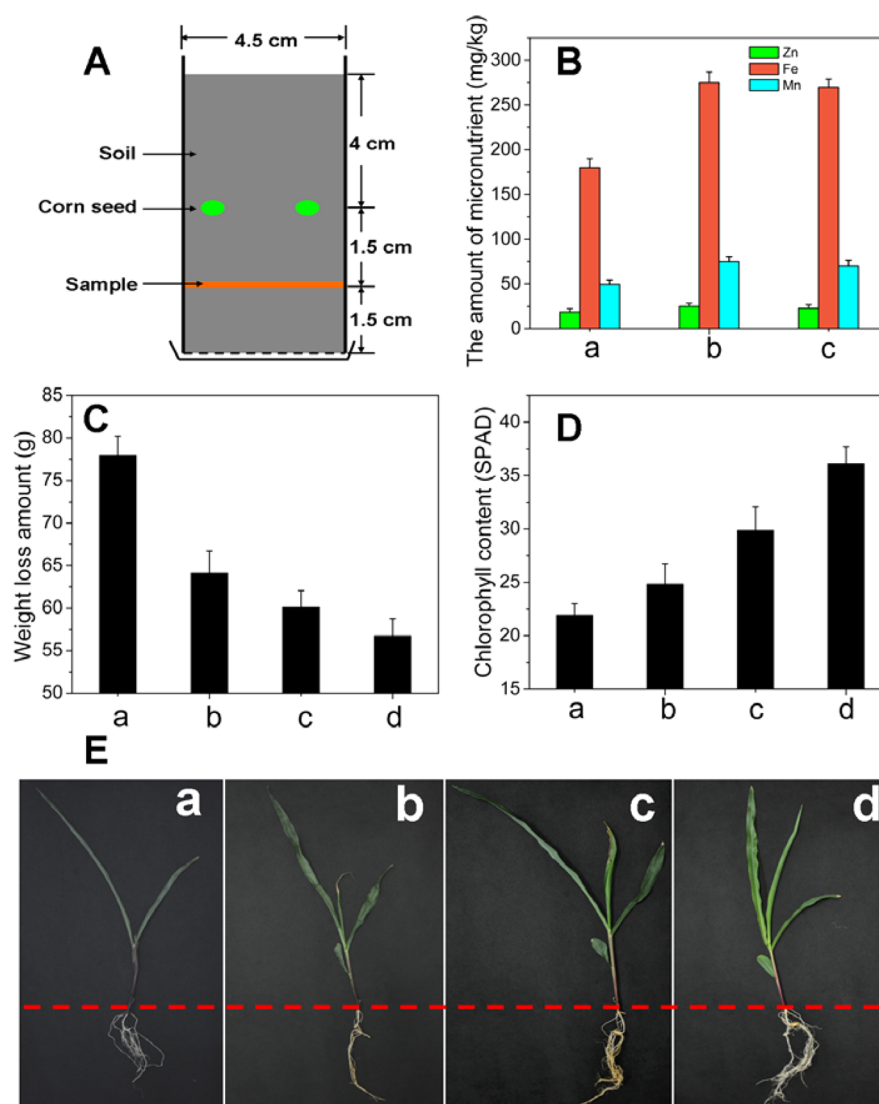 A
4.5 cm
4 cm
Soil
Corn seed
1.5 cm
Sample
1.5 cm
B
The amount of micronutrient (mg/kg)
Zn
Fe
Mn
300
250
200
150
100
50
0
a b c
C
Weight loss amount (g)
85
80
75
70
65
60
55
50
a b c d
D
Chlorophyll content (SPAD)
40
35
30
25
20
15
a b c d
E
a b c d